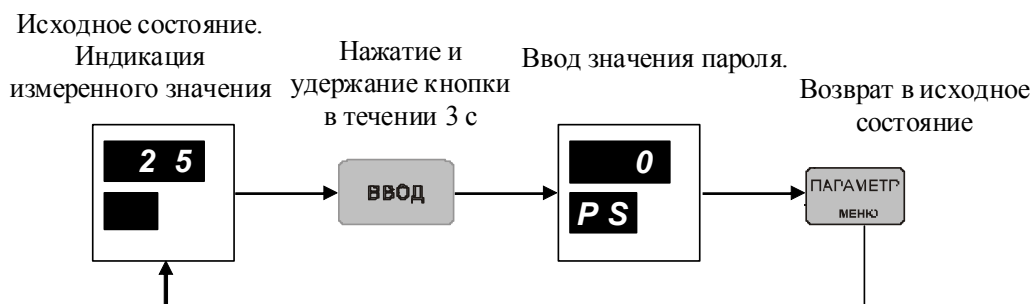 Исходное состояние.
Индикация
измеренного значения
Нажатие и
удержание кнопки
в течении 3 с
Ввод значения пароля.
Возврат в исходное
состояние
2 5
ВВОД
0
P S
ПАРАМЕТР
МЕНЮ